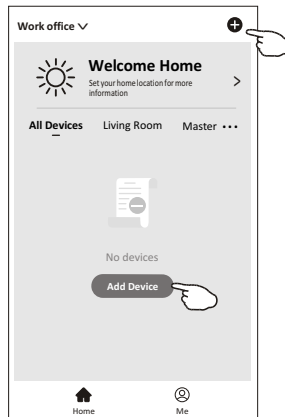 Work office
Welcome Home
Set your home location for more
information
All Devices Living Room Master
No devices
Add Device
Home Me